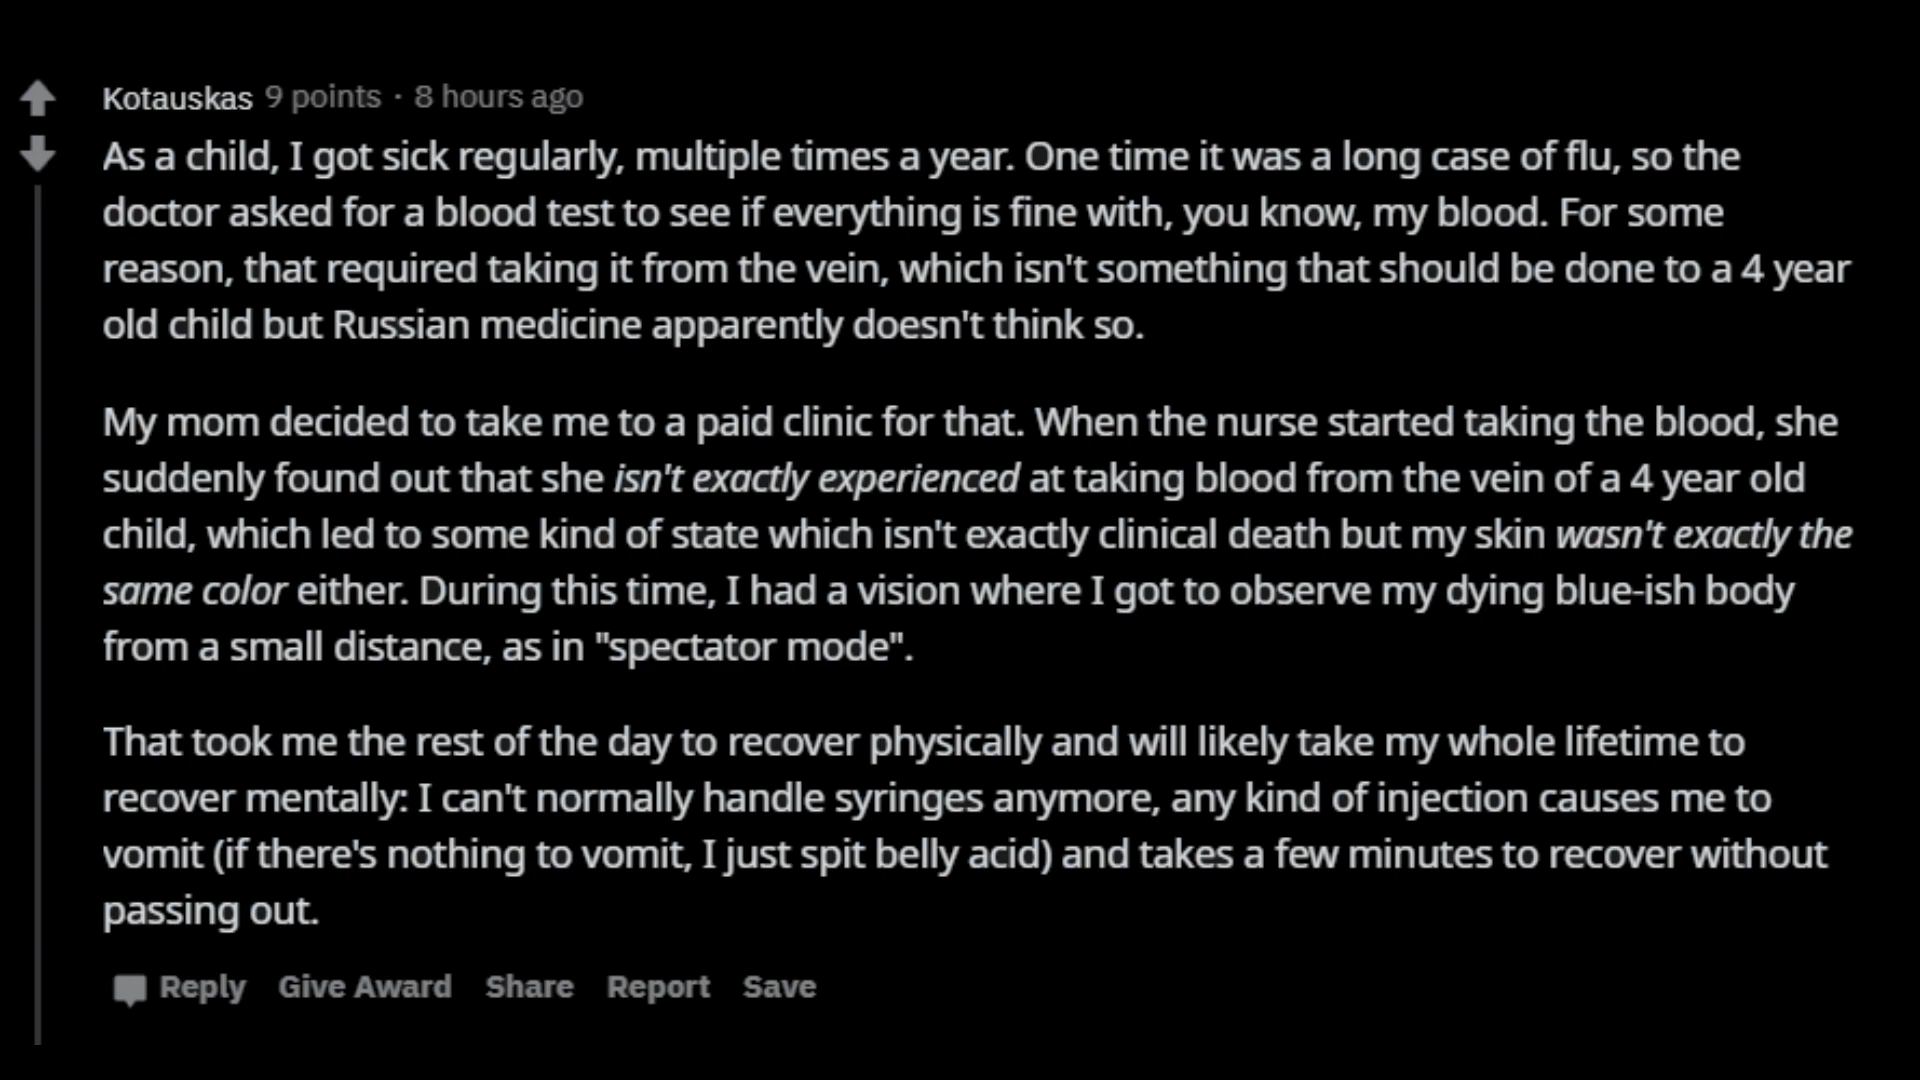 Kotauskas 9 points · 8 hours ago
As a child, I got sick regularly, multiple times a year. One time it was a long case of flu, so the
doctor asked for a blood test to see if everything is fine with, you know, my blood. For some
reason, that required taking it from the vein, which isn't something that should be done to a 4 year
old child but Russian medicine apparently doesn't think so.
My mom decided to take me to a paid clinic for that. When the nurse started taking the blood, she
suddenly found out that she isn't exactly experienced at taking blood from the vein of a 4 year old
child, which led to some kind of state which isn't exactly clinical death but my skin wasn't exactly the
same color either. During this time, I had a vision where I got to observe my dying blue-ish body
from a small distance, as in "spectator mode".
That took me the rest of the day to recover physically and will likely take my whole lifetime to
recover mentally: I can't normally handle syringes anymore, any kind of injection causes me to
vomit (if there's nothing to vomit, I just spit belly acid) and takes a few minutes to recover without
passing out.
Reply Give Award Share Report Save